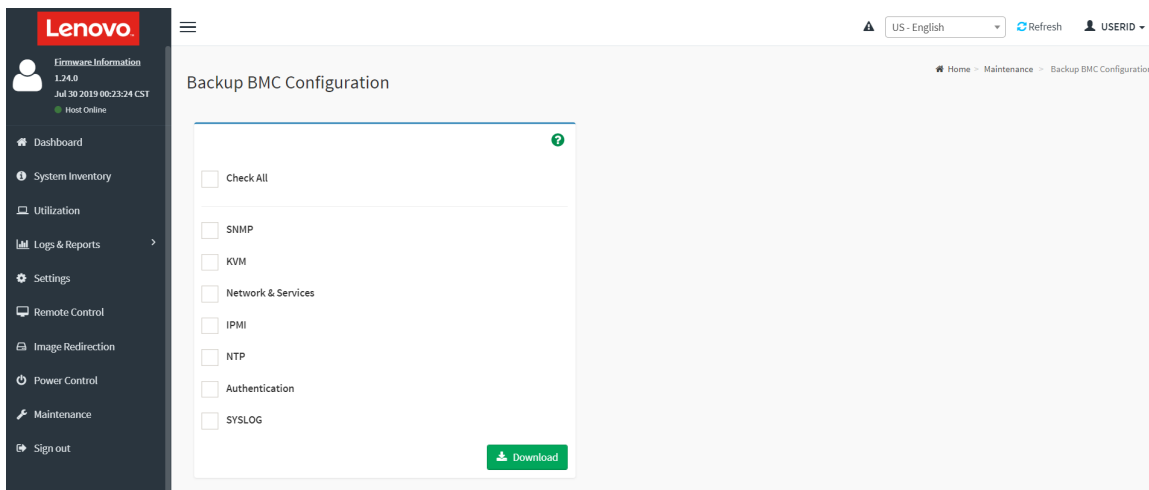 Lenovo.
US - English
Refresh
USERID
Firmware Information
1.24.0
Jul 30 2019 00:23:24 CST
Host Online
Backup BMC Configuration
Home > Maintenance > Backup BMC Configuration
Dashboard
System Inventory
Utilization
Logs & Reports >
Settings
Remote Control
Image Redirection
Power Control
Maintenance
Sign out
?
Check All
SNMP
KVM
Network & Services
IPMI
NTP
Authentication
SYSLOG
Download